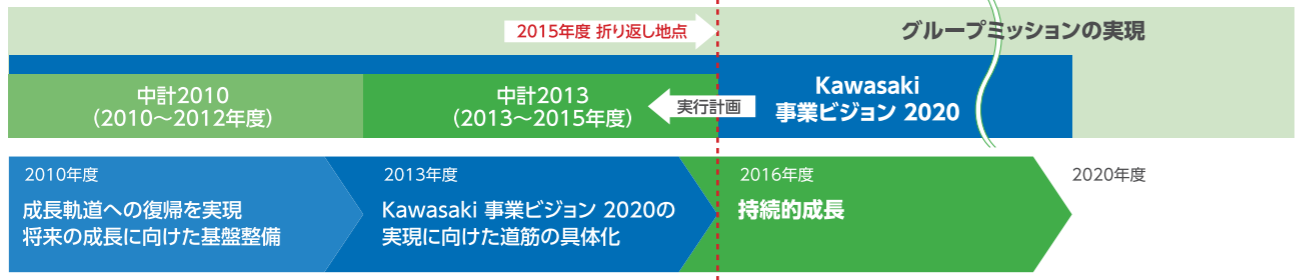 2015年度 折り返し地点
グループミッションの実現
中計2010
（2010～2012年度）
中計2013
（2013～2015年度）
実行計画
Kawasaki
事業ビジョン 2020
2010年度
成長軌道への復帰を実現
将来の成長に向けた基盤整備
2013年度
Kawasaki 事業ビジョン 2020の
実現に向けた道筋の具体化
2016年度
持続的成長
2020年度